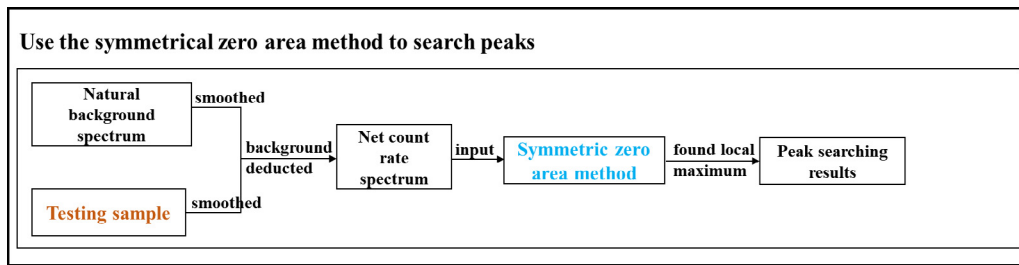 Use the symmetrical zero area method to search peaks
Natural
background
spectrum
smoothed
Testing sample
smoothed
background
deducted
Net count
rate
spectrum
input
Symmetric zero
area method
found local
maximum
Peak searching
results